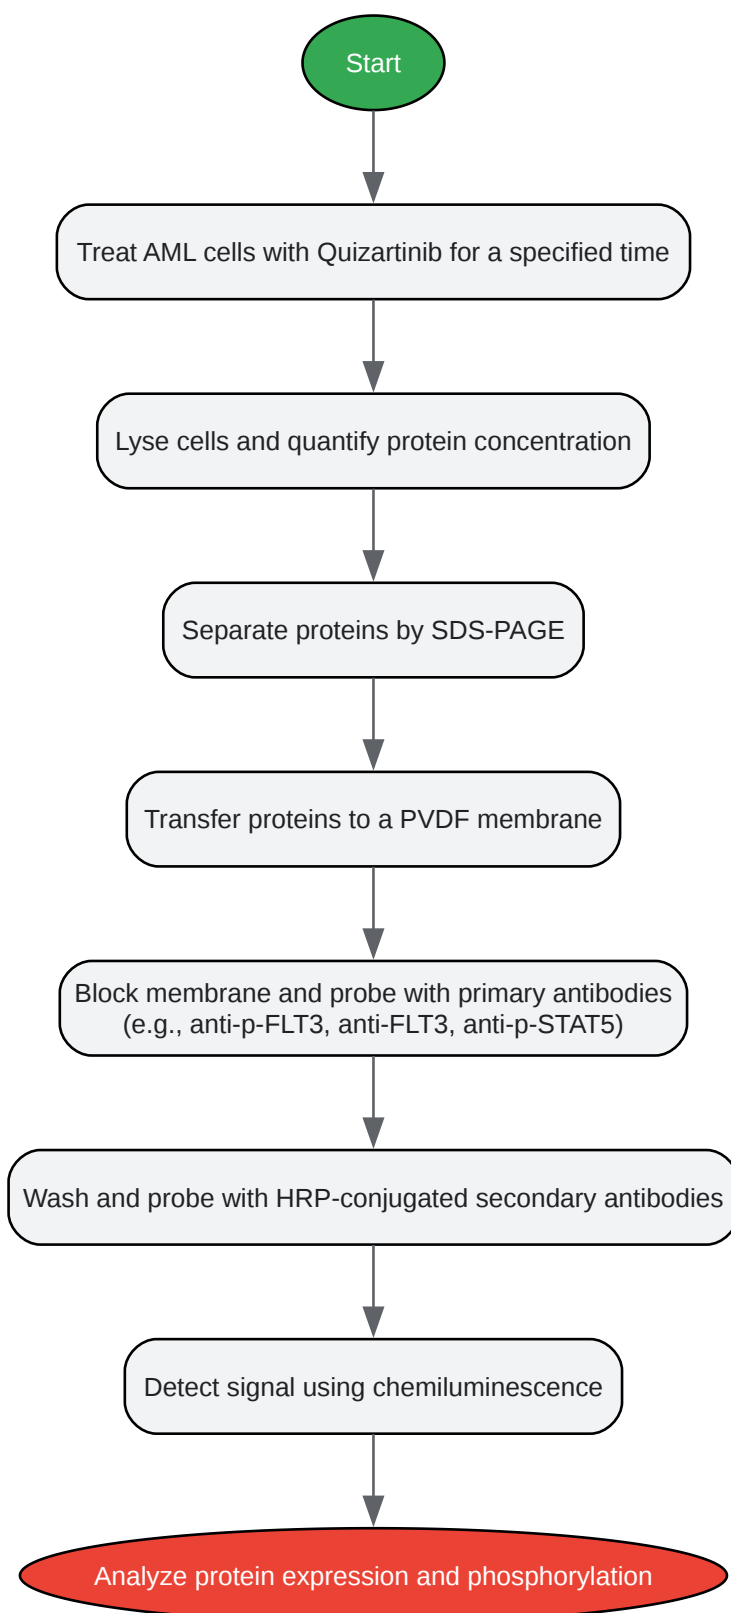 Start
Treat AML cells with Quizartinib for a specified time
Lyse cells and quantify protein concentration
Separate proteins by SDS-PAGE
Transfer proteins to a PVDF membrane
Block membrane and probe with primary antibodies
(e.g., anti-p-FLT3, anti-FLT3, anti-p-STAT5)
Wash and probe with HRP-conjugated secondary antibodies
Detect signal using chemiluminescence
Analyze protein expression and phosphorylation